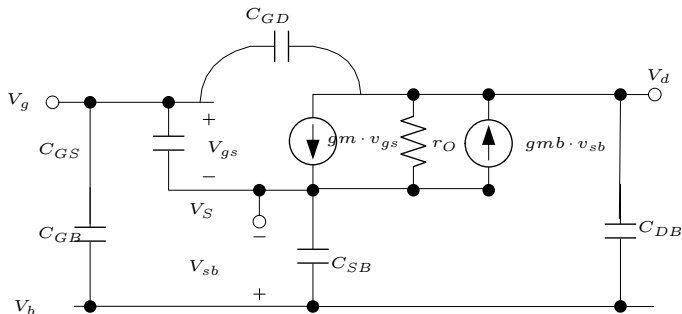 C_GD
V_g
V_d
+
C_GS
V_gs
gm · v_gs
r_O
gmb · v_sb
−
V_S
C_GB
−
C_DB
V_sb
C_SB
+
V_b